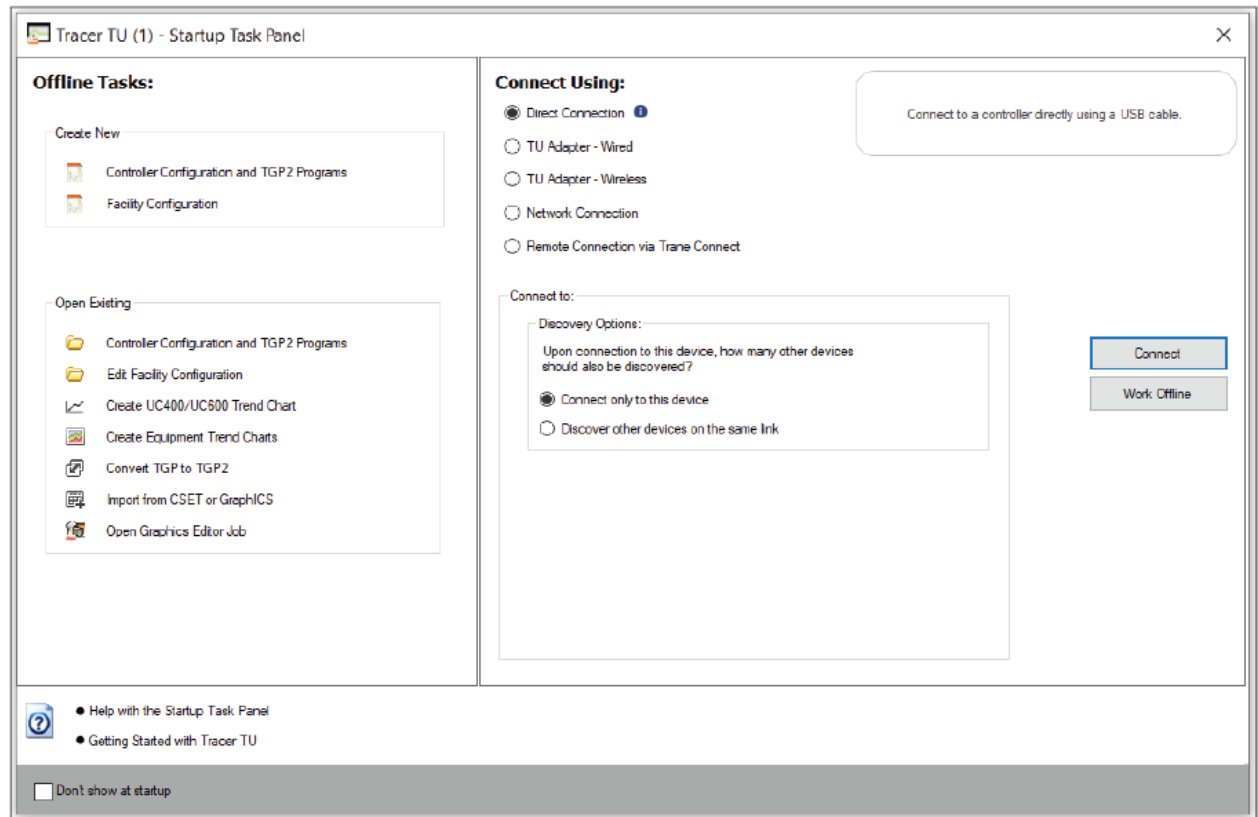 Tracer TU (1) - Startup Task Panel
Offline Tasks:
Create New
Controller Configuration and TGP2 Programs
Facility Configuration
Open Existing
Controller Configuration and TGP2 Programs
Edit Facility Configuration
Create UC400/UC600 Trend Chart
Create Equipment Trend Charts
Convert TGP to TGP2
Import from CSET or GraphICS
Open Graphics Editor Job
Connect Using:
Direct Connection
TU Adapter - Wired
TU Adapter - Wireless
Network Connection
Remote Connection via Trane Connect
Connect to a controller directly using a USB cable.
Connect to:
Discovery Options:
Upon connection to this device, how many other devices
should also be discovered?
Connect only to this device
Discover other devices on the same link
Connect
Work Offline
Help with the Startup Task Panel
Getting Started with Tracer TU
Don't show at startup